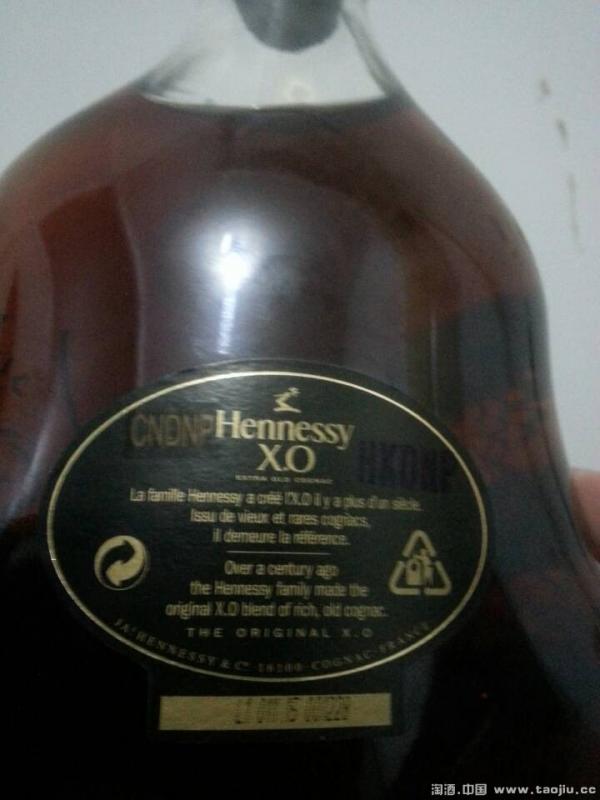 CNDNP
Hennessy
HKDNP
X.O
EXTRA OLD COGNAC
La famille Hennessy a créé l'X.O il y a plus d'un siècle.
Issu de vieux et rares cognacs,
il demeure la référence.
Over a century ago
the Hennessy family made the
original X.O blend of rich, old cognac.
THE ORIGINAL X.O
JAS HENNESSY & Cº 16100-COGNAC-FRANCE
淘酒.中国 www.taojiu.cc